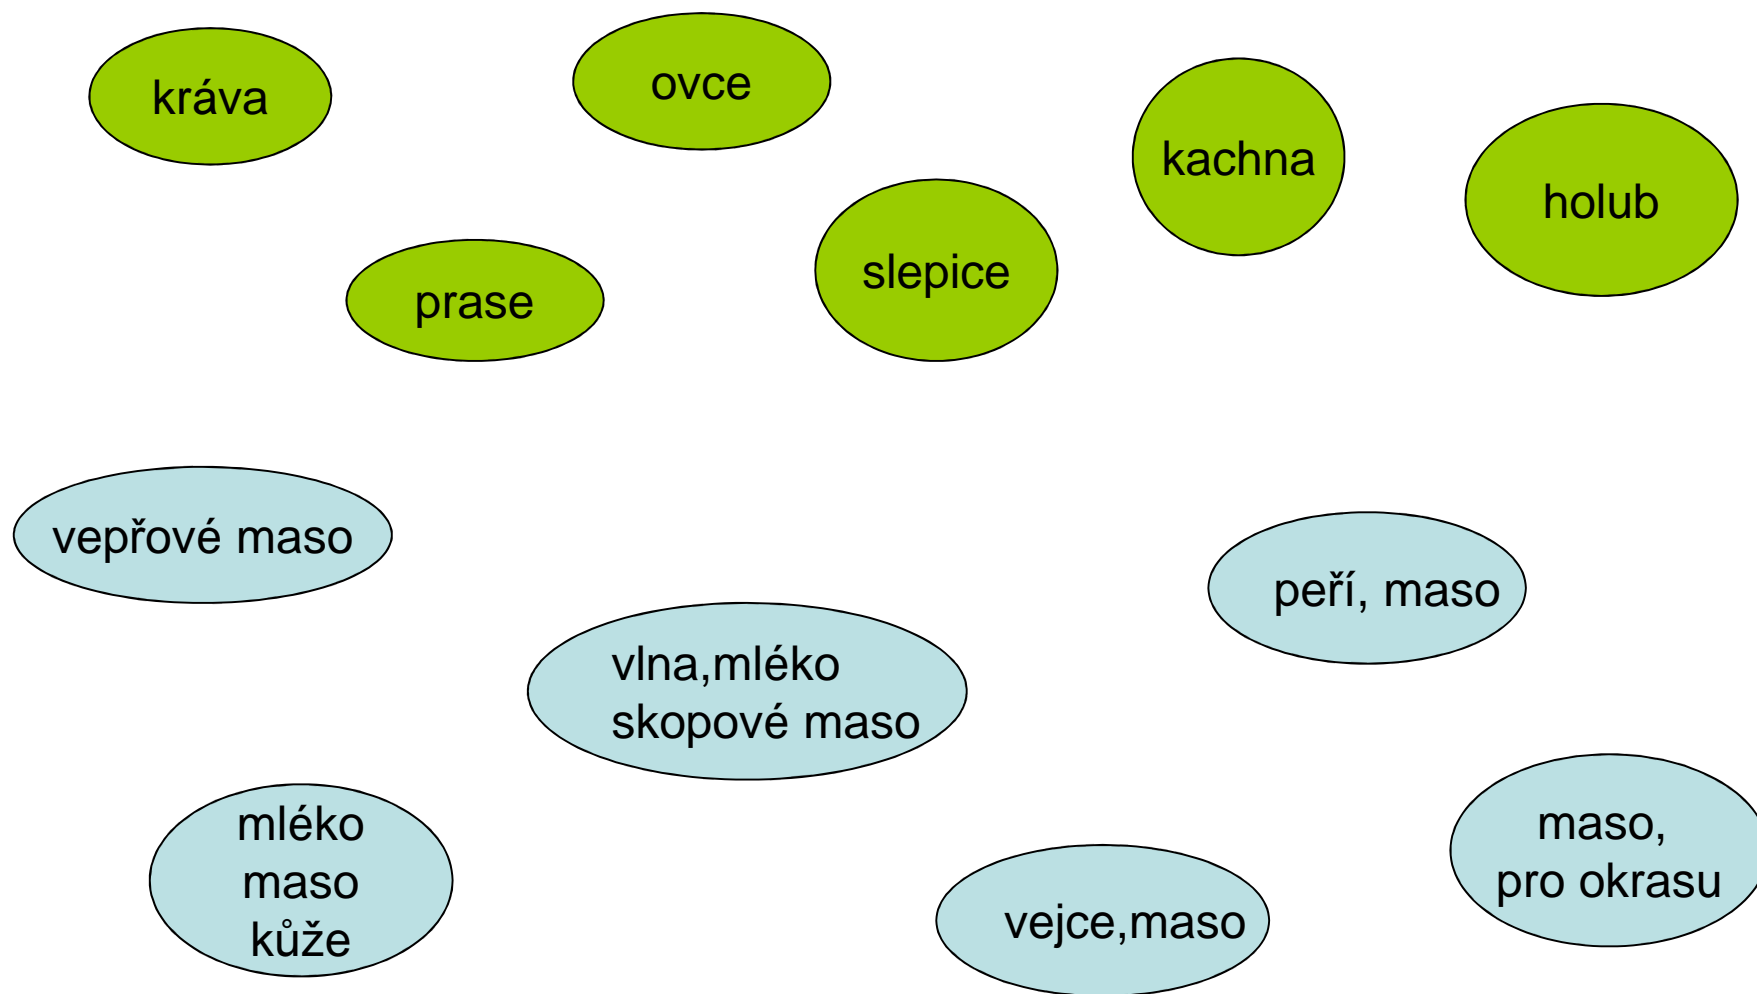 kráva
ovce
kachna
holub
prase
slepice
vepřové maso
peří, maso
vlna,mléko
skopové maso
mléko
maso
kůže
vejce,maso
maso,
pro okrasu